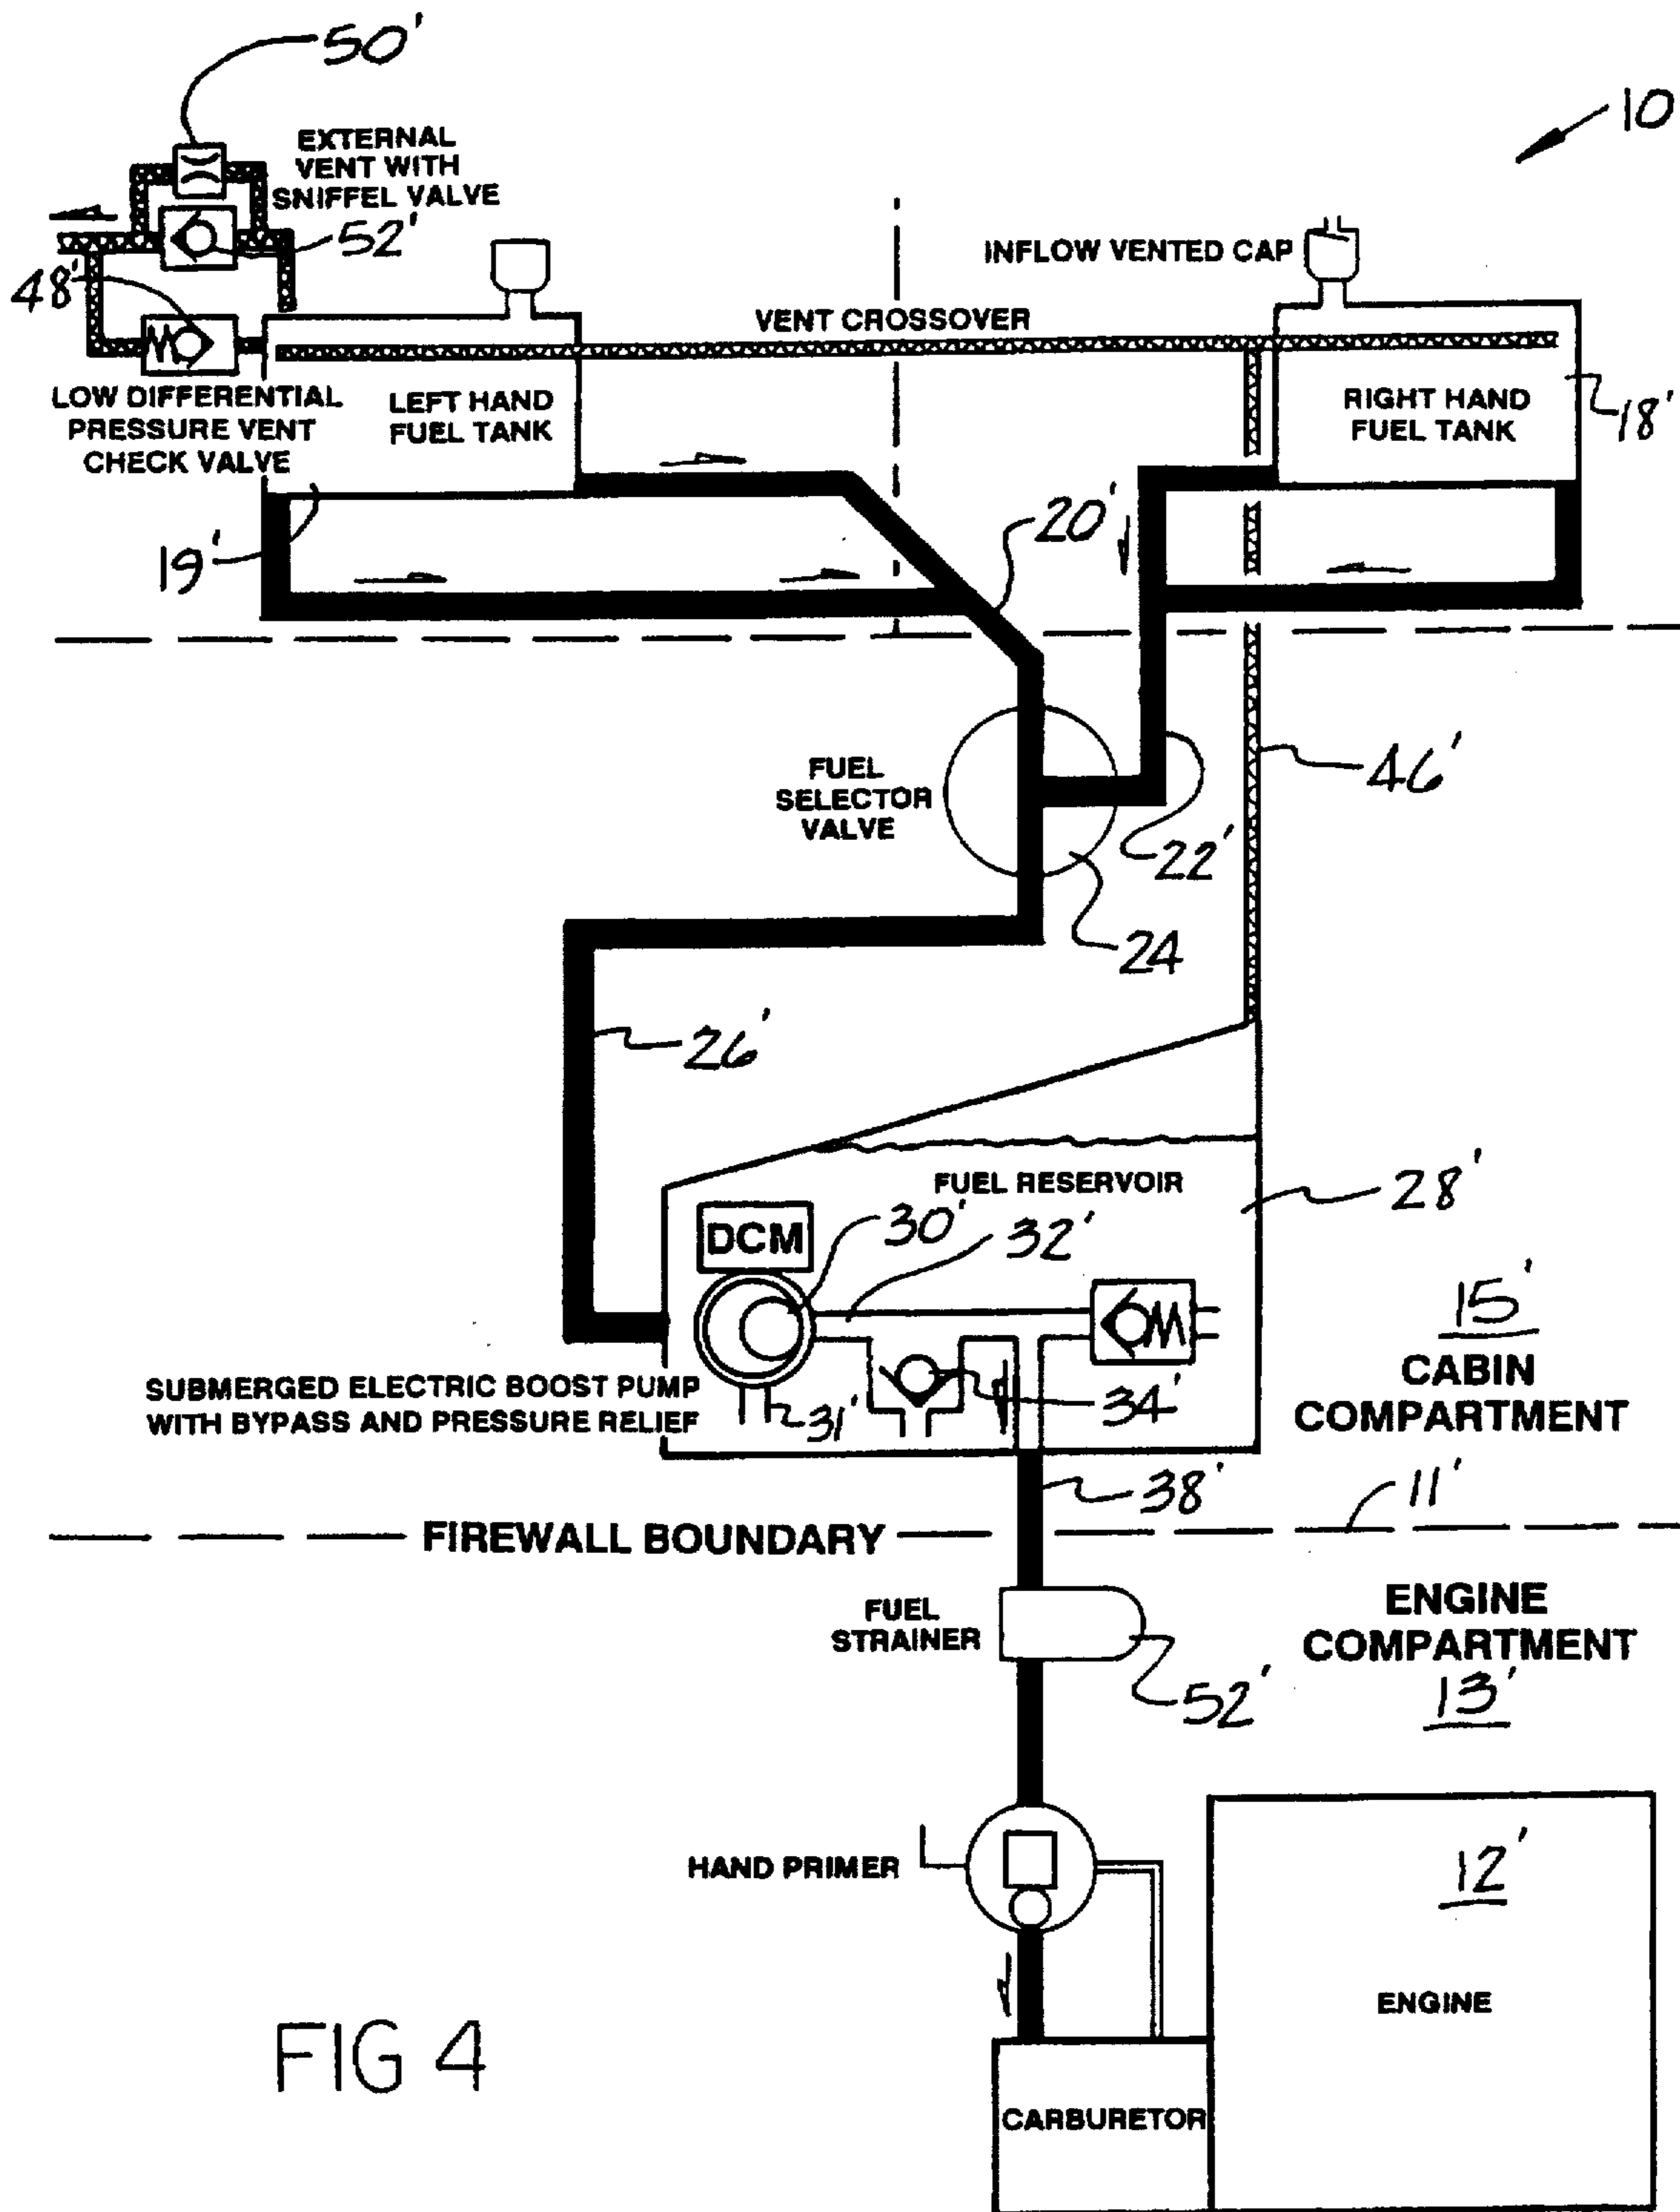 50'
10
EXTERNAL
VENT WITH
SNIFFEL VALVE
52'
48'
INFLOW VENTED CAP
VENT CROSSOVER
LOW DIFFERENTIAL
PRESSURE VENT
CHECK VALVE
LEFT HAND
FUEL TANK
RIGHT HAND
FUEL TANK
18'
19'
20'
FUEL
SELECTOR
VALVE
46'
22'
24
26'
FUEL RESERVOIR
28'
DCM
30'
32'
15'
CABIN
COMPARTMENT
SUBMERGED ELECTRIC BOOST PUMP
WITH BYPASS AND PRESSURE RELIEF
31'
34'
38'
11'
FIREWALL BOUNDARY
FUEL
STRAINER
ENGINE
COMPARTMENT
13'
52'
HAND PRIMER
12'
ENGINE
FIG 4
CARBURETOR